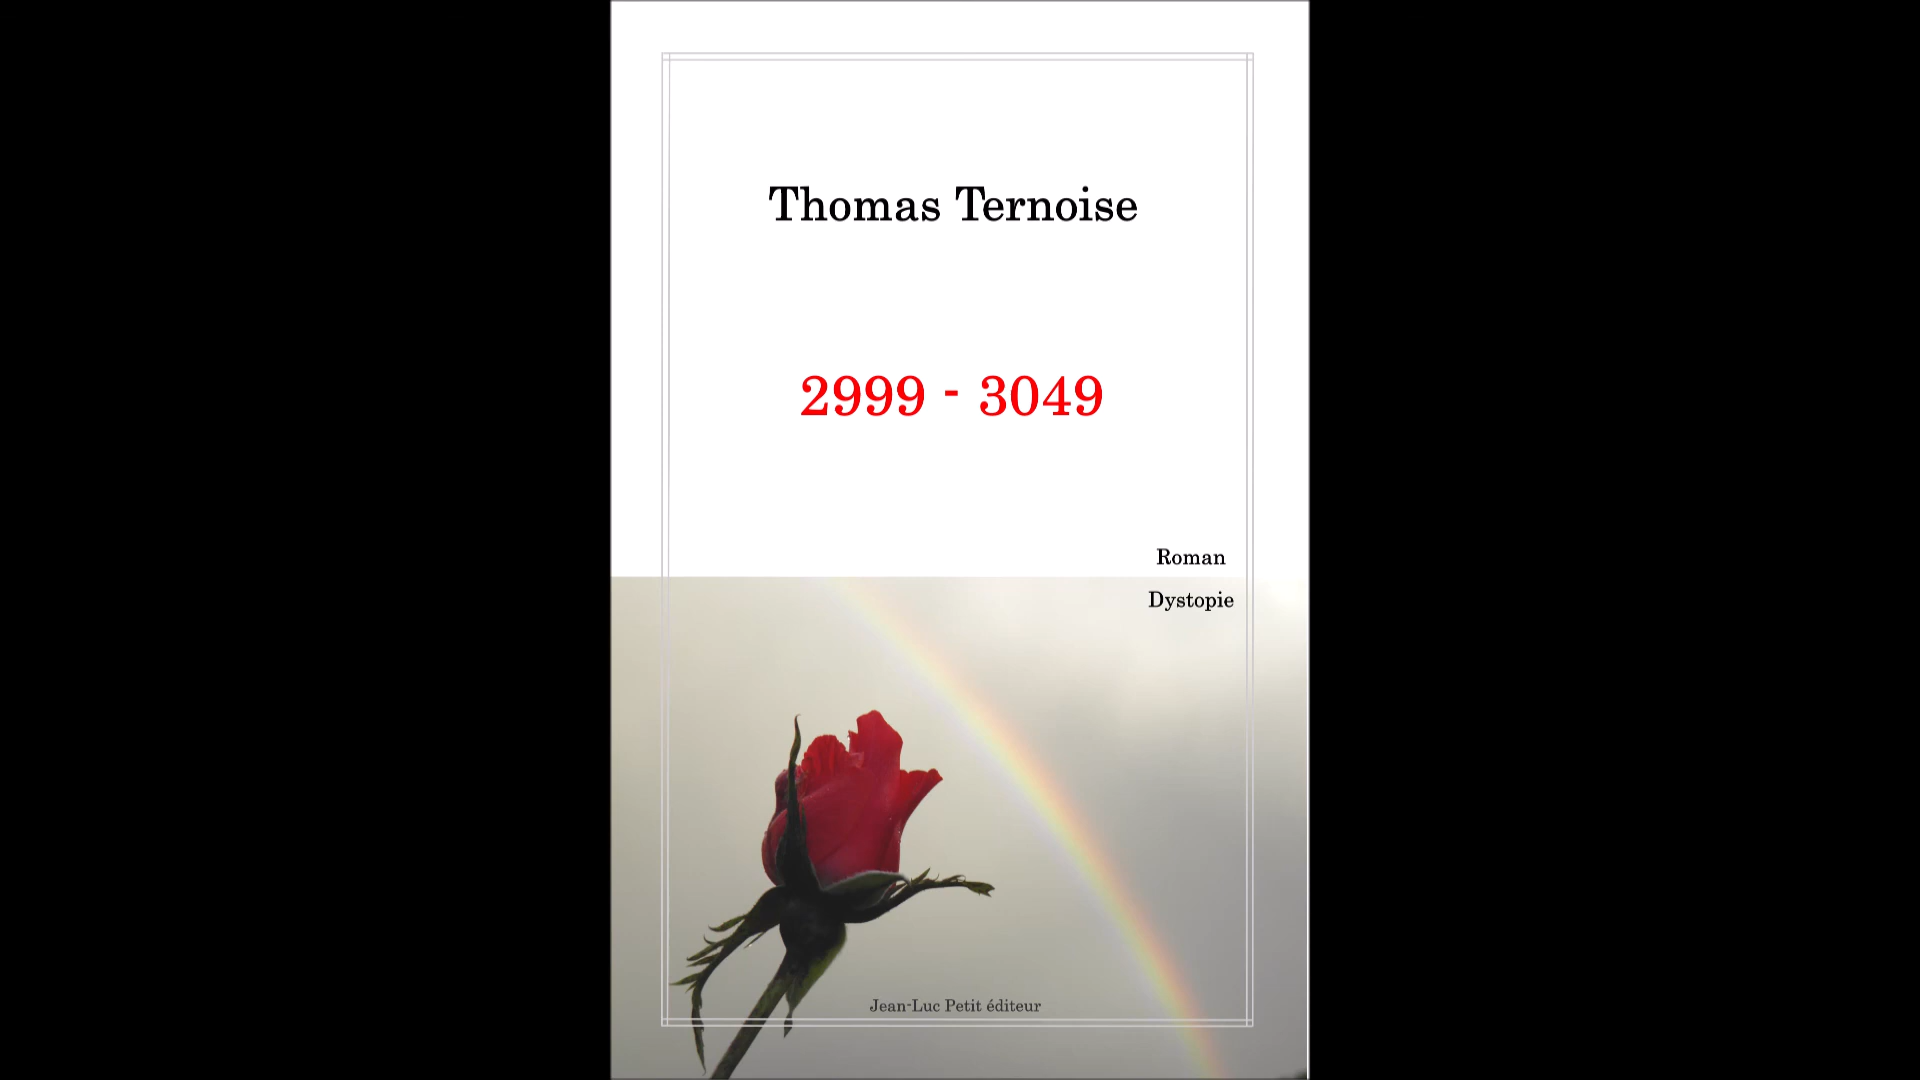 Thomas Ternoise
2999 - 3049
Roman
Dystopie
Jean-Luc Petit éditeur